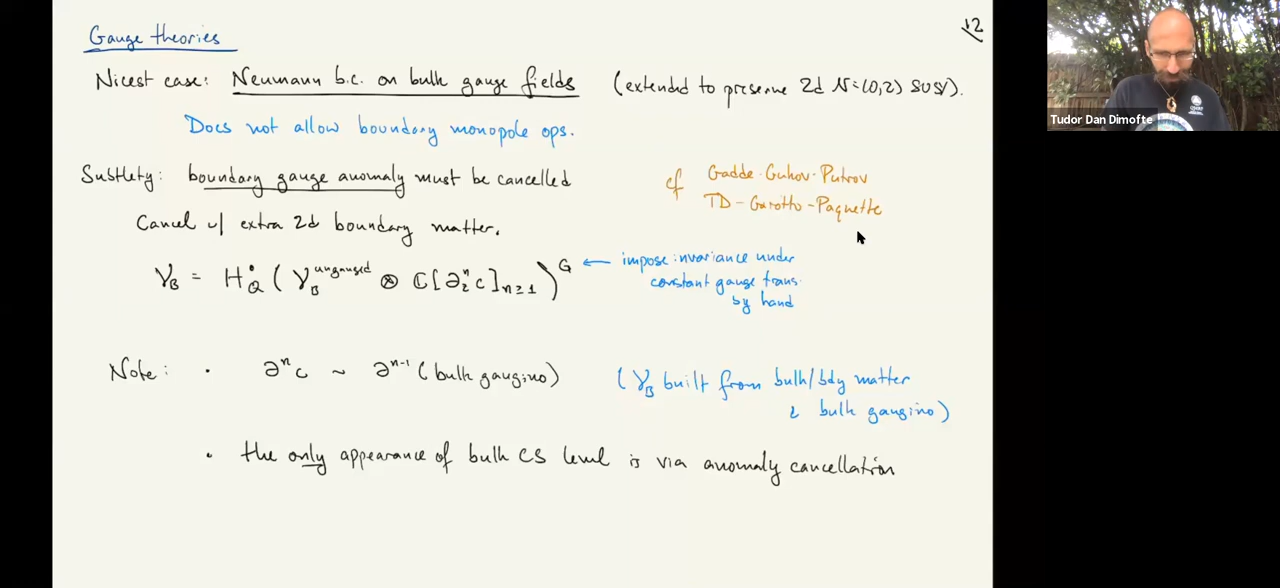 Gauge theories
12
Nicest case: Neumann b.c. on bulk gauge fields (extended to preserve 2d N=(0,2) SUSY).
Does not allow boundary monopole ops.
Subtlety: boundary gauge anomaly must be cancelled
cf Gadde-Gukov-Putrov
TD-Gaiotto-Paquette
Cancel w/ extra 2d boundary matter.
V_B = H_Q^•(V_B^ungauged ⊗ ℂ[∂_z^n c]_{n≥1})^G ← impose invariance under
constant gauge trans.
by hand
Note: · ∂^n c ~ ∂^{n-1}(bulk gaugino) (V_B built from bulk/bdy matter
& bulk gaugino)
· the only appearance of bulk CS level is via anomaly cancellation
Tudor Dan Dimofte